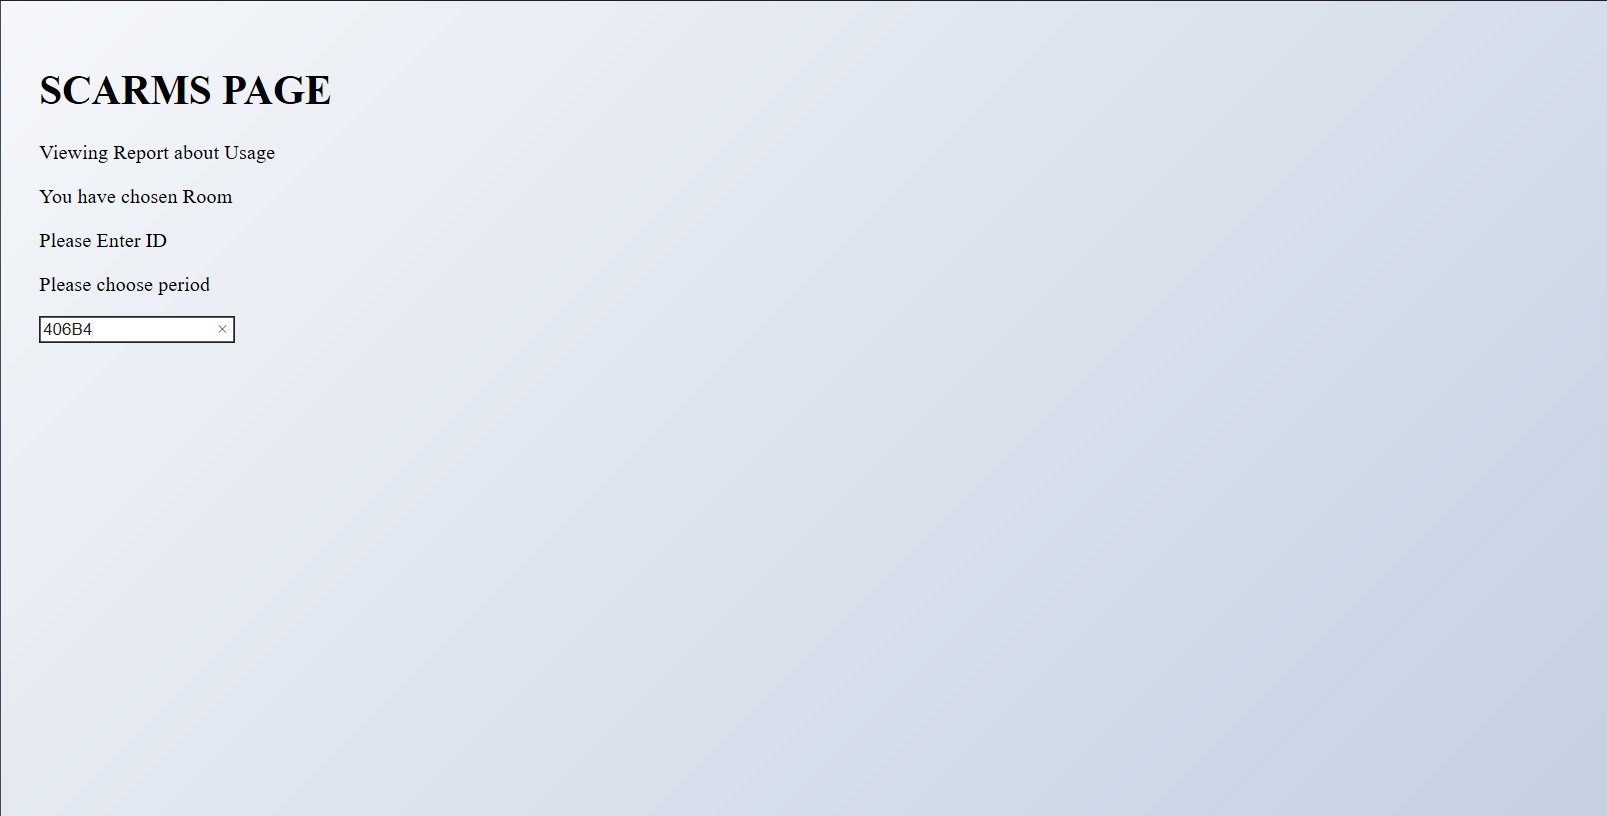 SCARMS PAGE
Viewing Report about Usage
You have chosen Room
Please Enter ID
Please choose period
406B4